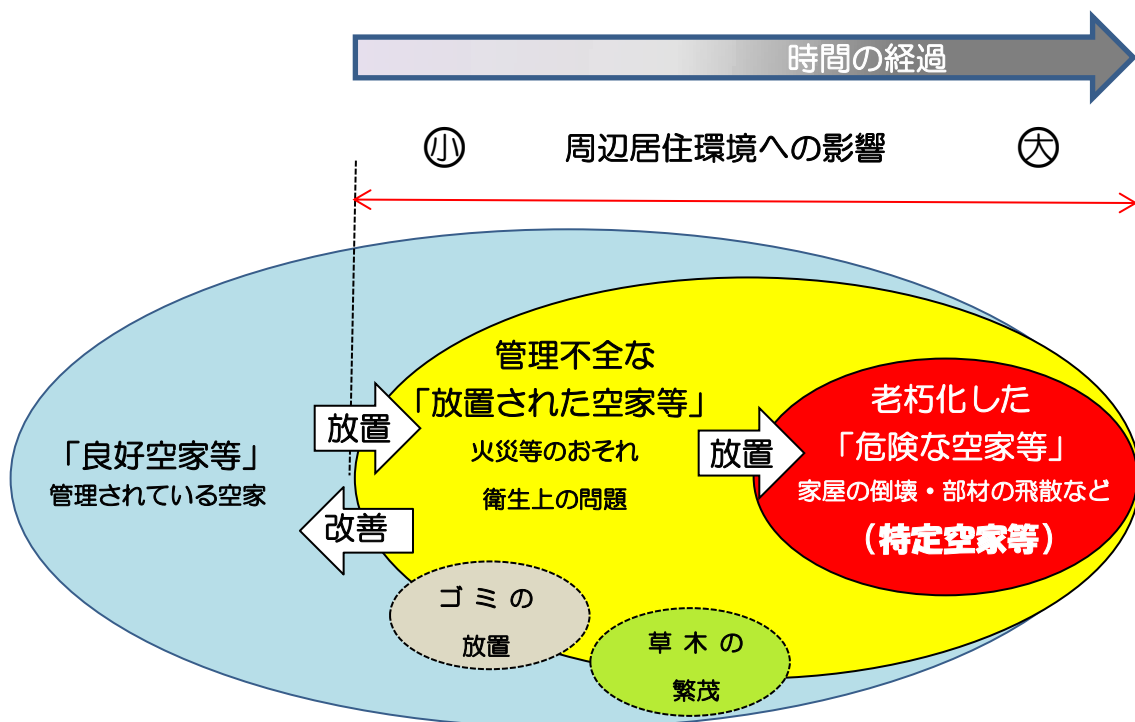 時間の経過
小 周辺居住環境への影響 大
「良好空家等」
管理されている空家
放置
改善
管理不全な
「放置された空家等」
火災等のおそれ
衛生上の問題
ゴミの
放置
草木の
繁茂
放置
老朽化した
「危険な空家等」
家屋の倒壊・部材の飛散など
（特定空家等）